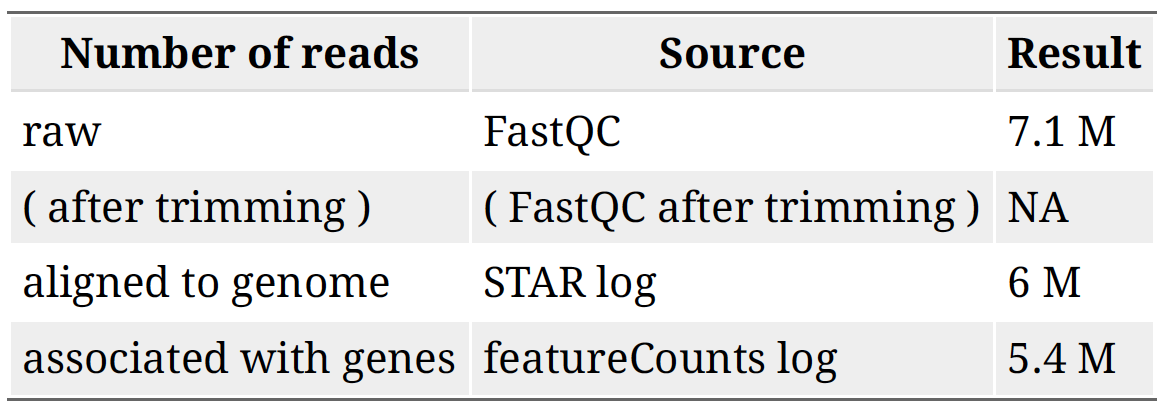 Number of reads Source Result
raw FastQC 7.1 M
( after trimming ) ( FastQC after trimming ) NA
aligned to genome STAR log 6 M
associated with genes featureCounts log 5.4 M